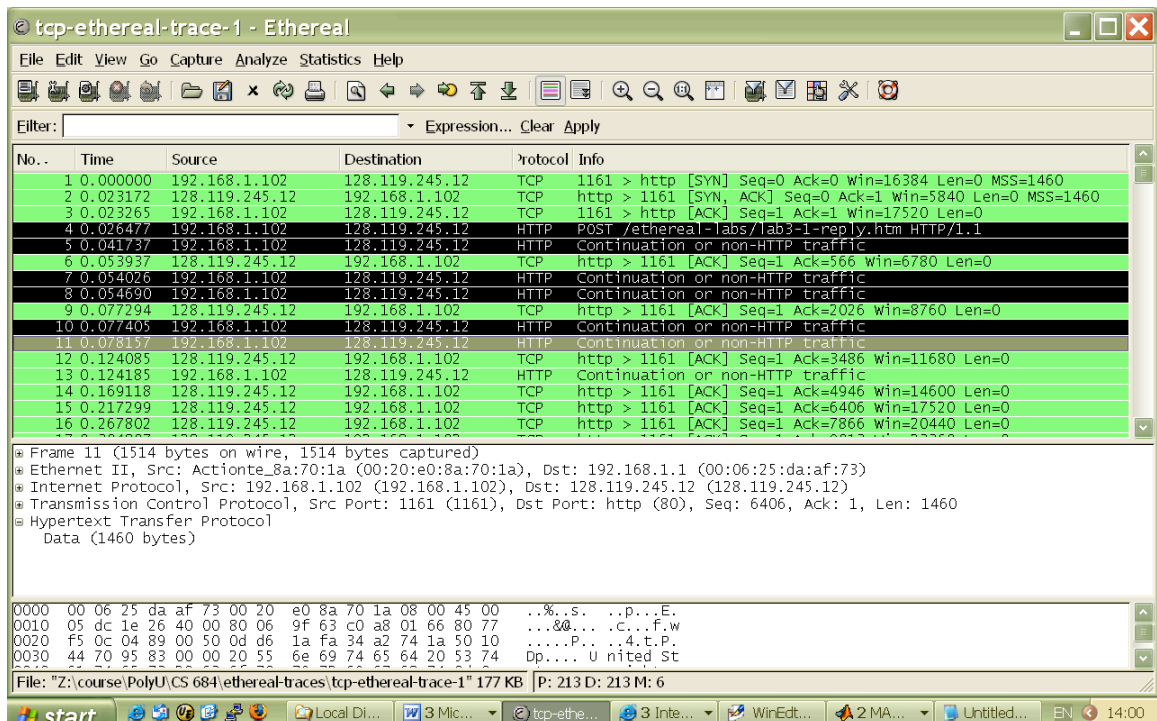 tcp-ethereal-trace-1 - Ethereal
File Edit View Go Capture Analyze Statistics Help
Filter: Expression... Clear Apply
No. . Time Source Destination Protocol Info
1 0.000000 192.168.1.102 128.119.245.12 TCP 1161 > http [SYN] Seq=0 Ack=0 Win=16384 Len=0 MSS=1460
2 0.023172 128.119.245.12 192.168.1.102 TCP http > 1161 [SYN, ACK] Seq=0 Ack=1 Win=5840 Len=0 MSS=1460
3 0.023265 192.168.1.102 128.119.245.12 TCP 1161 > http [ACK] Seq=1 Ack=1 Win=17520 Len=0
4 0.026477 192.168.1.102 128.119.245.12 HTTP POST /ethereal-labs/lab3-1-reply.htm HTTP/1.1
5 0.041737 192.168.1.102 128.119.245.12 HTTP Continuation or non-HTTP traffic
6 0.053937 128.119.245.12 192.168.1.102 TCP http > 1161 [ACK] Seq=1 Ack=566 Win=6780 Len=0
7 0.054026 192.168.1.102 128.119.245.12 HTTP Continuation or non-HTTP traffic
8 0.054690 192.168.1.102 128.119.245.12 HTTP Continuation or non-HTTP traffic
9 0.077294 128.119.245.12 192.168.1.102 TCP http > 1161 [ACK] Seq=1 Ack=2026 Win=8760 Len=0
10 0.077405 192.168.1.102 128.119.245.12 HTTP Continuation or non-HTTP traffic
11 0.078157 192.168.1.102 128.119.245.12 HTTP Continuation or non-HTTP traffic
12 0.124085 128.119.245.12 192.168.1.102 TCP http > 1161 [ACK] Seq=1 Ack=3486 Win=11680 Len=0
13 0.124185 192.168.1.102 128.119.245.12 HTTP Continuation or non-HTTP traffic
14 0.169118 128.119.245.12 192.168.1.102 TCP http > 1161 [ACK] Seq=1 Ack=4946 Win=14600 Len=0
15 0.217299 128.119.245.12 192.168.1.102 TCP http > 1161 [ACK] Seq=1 Ack=6406 Win=17520 Len=0
16 0.267802 128.119.245.12 192.168.1.102 TCP http > 1161 [ACK] Seq=1 Ack=7866 Win=20440 Len=0
Frame 11 (1514 bytes on wire, 1514 bytes captured)
Ethernet II, Src: Actionte_8a:70:1a (00:20:e0:8a:70:1a), Dst: 192.168.1.1 (00:06:25:da:af:73)
Internet Protocol, Src: 192.168.1.102 (192.168.1.102), Dst: 128.119.245.12 (128.119.245.12)
Transmission Control Protocol, Src Port: 1161 (1161), Dst Port: http (80), Seq: 6406, Ack: 1, Len: 1460
Hypertext Transfer Protocol
Data (1460 bytes)
0000 00 06 25 da af 73 00 20 e0 8a 70 1a 08 00 45 00 ..%..s. ..p...E.
0010 05 dc 1e 26 40 00 80 06 9f 63 c0 a8 01 66 80 77 ...&@... .c...f.w
0020 f5 0c 04 89 00 50 0d d6 1a fa 34 a2 74 1a 50 10 .....P.. ..4.t.P.
0030 44 70 95 83 00 00 20 55 6e 69 74 65 64 20 53 74 Dp.... U nited St
File: "Z:\course\PolyU\CS 684\ethereal-traces\tcp-ethereal-trace-1" 177 KB P: 213 D: 213 M: 6
start Local Di... 3 Mic... tcp-ethe... 3 Inte... WinEdt... 2 MA... Untitled... EN 14:00